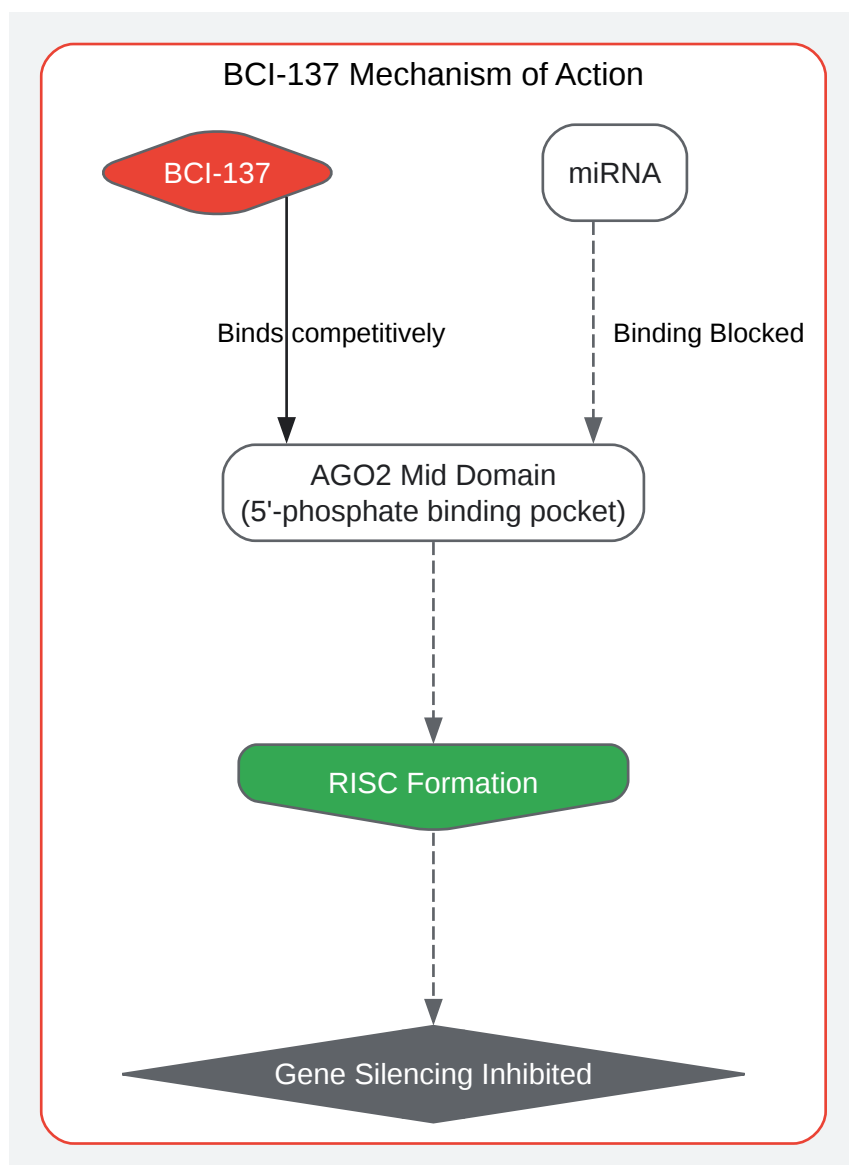 BCI-137 Mechanism of Action
BCI-137
miRNA
Binds competitively
Binding Blocked
AGO2 Mid Domain
(5'-phosphate binding pocket)
RISC Formation
Gene Silencing Inhibited